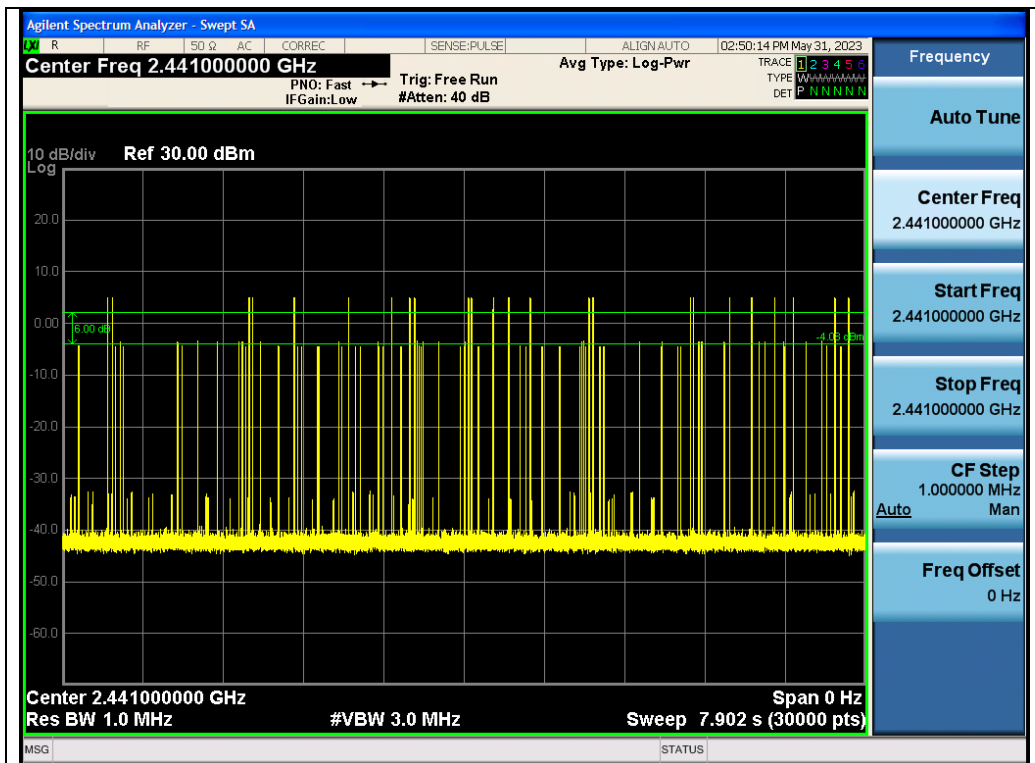 Agilent Spectrum Analyzer - Swept SA
LXI R RF 50 Ω AC CORREC SENSE:PULSE ALIGN AUTO 02:50:14 PM May 31, 2023
Center Freq 2.441000000 GHz
PNO: Fast
IFGain:Low
Trig: Free Run
#Atten: 40 dB
Avg Type: Log-Pwr
TRACE 1 2 3 4 5 6
TYPE
DET P N N N N N
10 dB/div Ref 30.00 dBm
Log
20.0
10.0
0.00
6.00 dB
-10.0
-20.0
-30.0
-40.0
-50.0
-60.0
Center 2.441000000 GHz Span 0 Hz
Res BW 1.0 MHz #VBW 3.0 MHz Sweep 7.902 s (30000 pts)
MSG STATUS
Frequency
Auto Tune
Center Freq
2.441000000 GHz
Start Freq
2.441000000 GHz
Stop Freq
2.441000000 GHz
CF Step
1.000000 MHz
Auto Man
Freq Offset
0 Hz